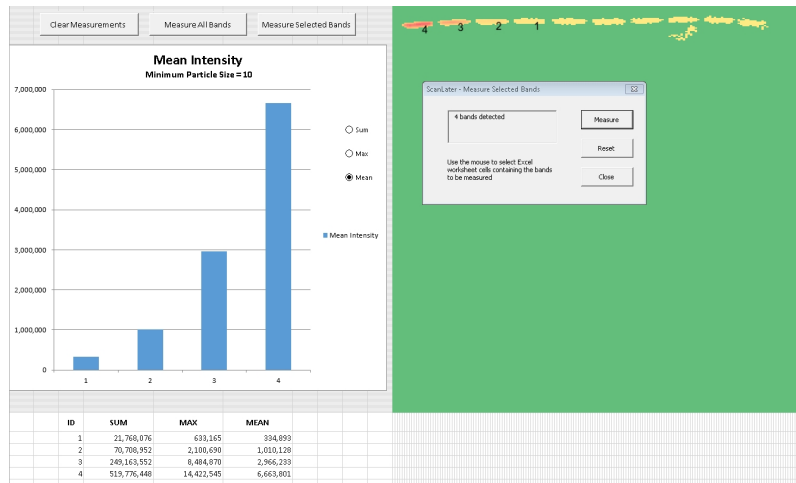 Clear Measurements
Measure All Bands
Measure Selected Bands
Mean Intensity
Minimum Particle Size = 10
7,000,000
6,000,000
5,000,000
4,000,000
3,000,000
2,000,000
1,000,000
0
1 2 3 4
Sum
Max
Mean
Mean Intensity
4 3 2 1
ScanLater - Measure Selected Bands
4 bands detected
Use the mouse to select Excel
worksheet cells containing the bands
to be measured
Measure
Reset
Close
ID SUM MAX MEAN
1 21,768,076 633,165 334,893
2 70,708,952 2,100,690 1,010,128
3 249,163,552 8,484,870 2,966,233
4 519,776,448 14,422,545 6,663,801